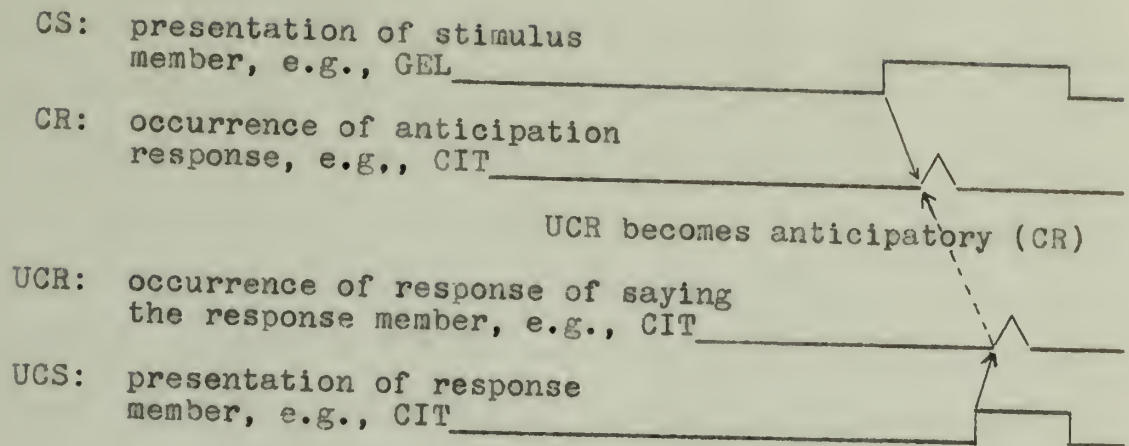 CS: presentation of stimulus
member, e.g., GEL
CR: occurrence of anticipation
response, e.g., CIT
UCR becomes anticipatory (CR)
UCR: occurrence of response of saying
the response member, e.g., CIT
UCS: presentation of response
member, e.g., CIT